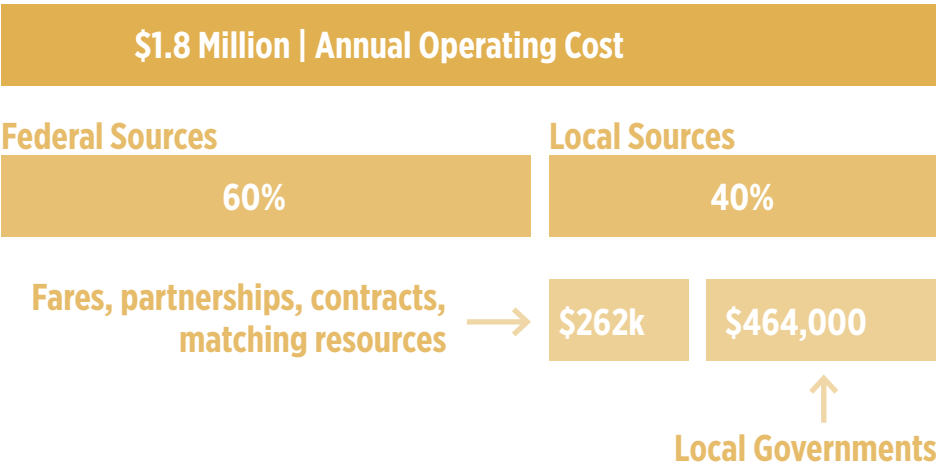 $1.8 Million | Annual Operating Cost
Federal Sources
Local Sources
60%
40%
Fares, partnerships, contracts,
matching resources
$262k
$464,000
Local Governments